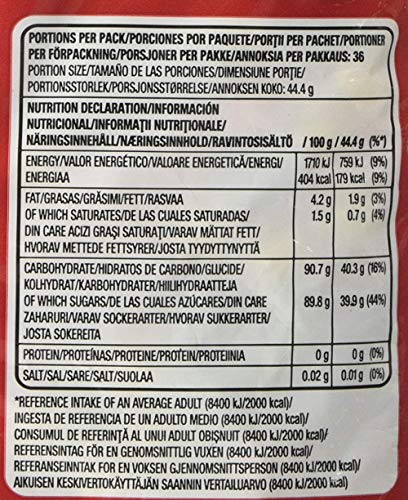 PORTIONS PER PACK/PORCIONES POR PAQUETE/PORȚII PER PACHET/PORTIONER
PER FÖRPACKNING/PORSJONER PER PAKKE/ANNOKSIA PER PAKKAUS: 36
PORTION SIZE/TAMAÑO DE LAS PORCIONES/DIMENSIUNE PORȚIE/
PORTIONSSTORLEK/PORSJONSSTØRRELSE/ANNOKSEN KOKO: 44.4 g
NUTRITION DECLARATION/INFORMACIÓN
NUTRICIONAL/INFORMAȚII NUTRIȚIONALE/
NÄRINGSINNEHÅLL/NÆRINGSINNHOLD/RAVINTOSISÄLTÖ / 100 g / 44.4 g (%*)
ENERGY/VALOR ENERGÉTICO/VALOARE ENERGETICĂ/ENERGI/ 1710 kJ 759 kJ (9%)
ENERGIAA 404 kcal 179 kcal (9%)
FAT/GRASAS/GRĂSIMI/FETT/RASVAA 4.2 g 1.9 g (3%)
OF WHICH SATURATES/DE LAS CUALES SATURADAS/ 1.5 g 0.7 g (4%)
DIN CARE ACIZI GRAȘI SATURAȚI/VARAV MÄTTAT FETT/
HVORAV METTEDE FETTSYRER/JOSTA TYYDYTTYNYTTÄ
CARBOHYDRATE/HIDRATOS DE CARBONO/GLUCIDE/ 90.7 g 40.3 g (16%)
KOLHYDRAT/KARBOHYDRATER/HIILIHYDRAATTEJA
OF WHICH SUGARS/DE LAS CUALES AZÚCARES/DIN CARE 89.8 g 39.9 g (44%)
ZAHARURI/VARAV SOCKERARTER/HVORAV SUKKERARTER/
JOSTA SOKEREITA
PROTEIN/PROTEÍNAS/PROTEINE/PROTEIN/PROTEIINIA 0 g 0 g (0%)
SALT/SAL/SARE/SALT/SUOLAA 0.02 g 0.01 g (0%)
*REFERENCE INTAKE OF AN AVERAGE ADULT (8400 kJ/2000 kcal)/
INGESTA DE REFERENCIA DE UN ADULTO MEDIO (8400 kJ/2000 kcal)/
CONSUMUL DE REFERINȚĂ AL UNUI ADULT OBIȘNUIT (8400 kJ/2000 kcal)/
REFERENSINTAG FÖR EN GENOMSNITTLIG VUXEN (8400 kJ/2000 kcal)/
REFERANSEINNTAK FOR EN VOKSEN GJENNOMSNITTSPERSON (8400 kJ/2000 kcal)/
AIKUISEN KESKIVERTOKÄYTTÄJÄN SAANNIN VERTAILUARVO (8400 kJ/2000 kcal)